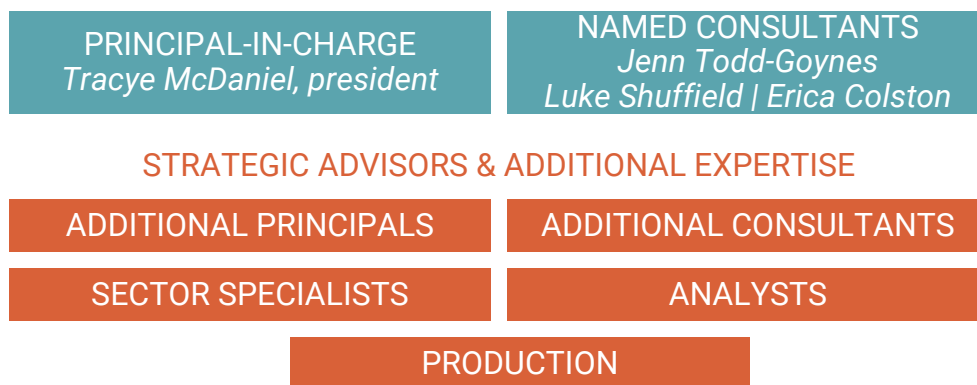 PRINCIPAL-IN-CHARGE
Tracye McDaniel, president
NAMED CONSULTANTS
Jenn Todd-Goynes
Luke Shuffield | Erica Colston
STRATEGIC ADVISORS & ADDITIONAL EXPERTISE
ADDITIONAL PRINCIPALS
ADDITIONAL CONSULTANTS
SECTOR SPECIALISTS
ANALYSTS
PRODUCTION